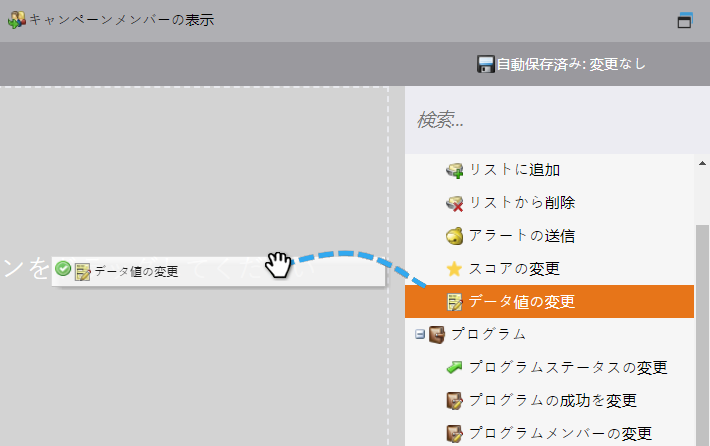 キャンペーンメンバーの表示
自動保存済み: 変更なし
検索...
リストに追加
リストから削除
アラートの送信
スコアの変更
ンを
データ値の変更
てくだ
データ値の変更
プログラム
プログラムステータスの変更
プログラムの成功を変更
プログラムメンバーの変更